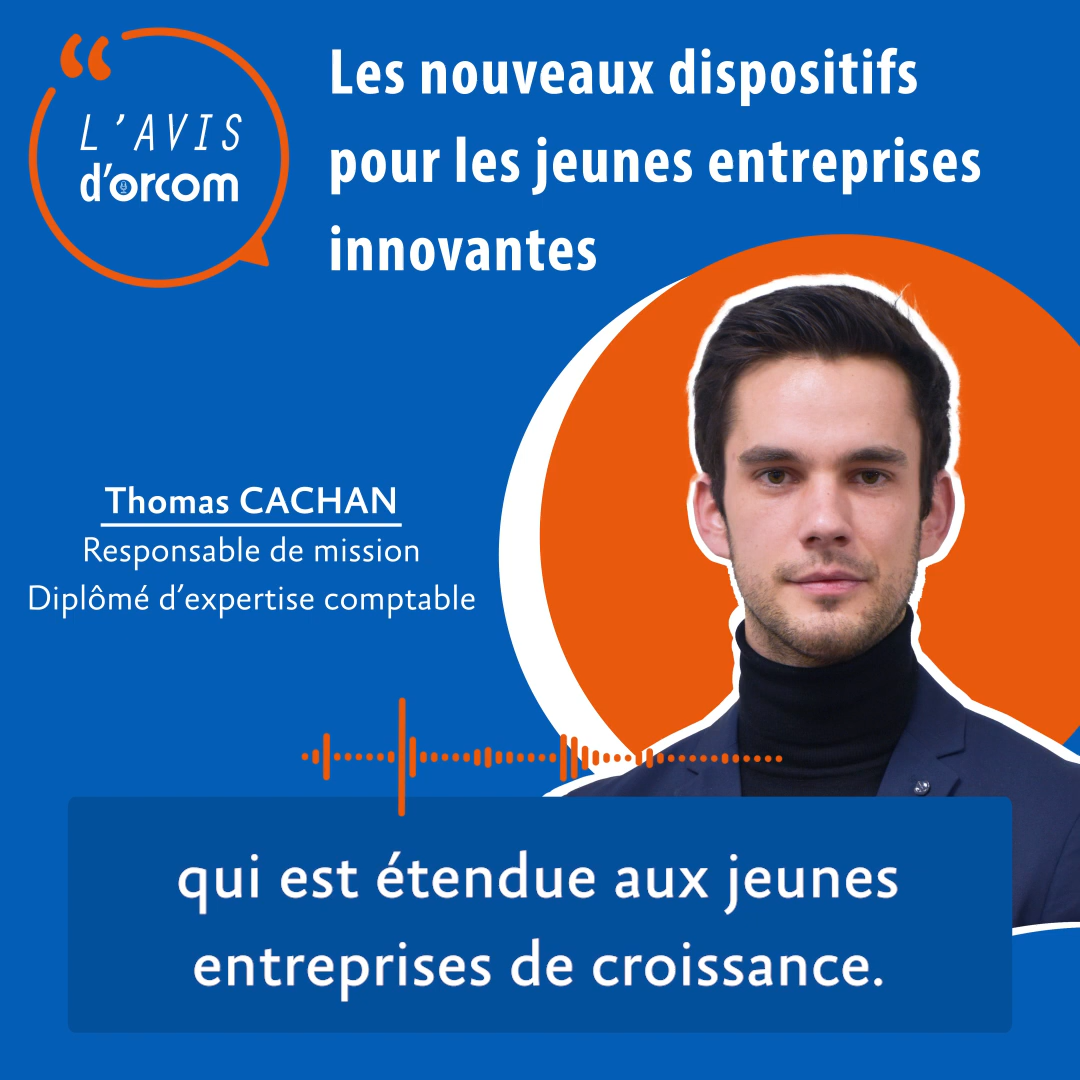 L'AVIS
d'orcom
Les nouveaux dispositifs
pour les jeunes entreprises
innovantes
Thomas CACHAN
Responsable de mission
Diplômé d'expertise comptable
qui est étendue aux jeunes
entreprises de croissance.